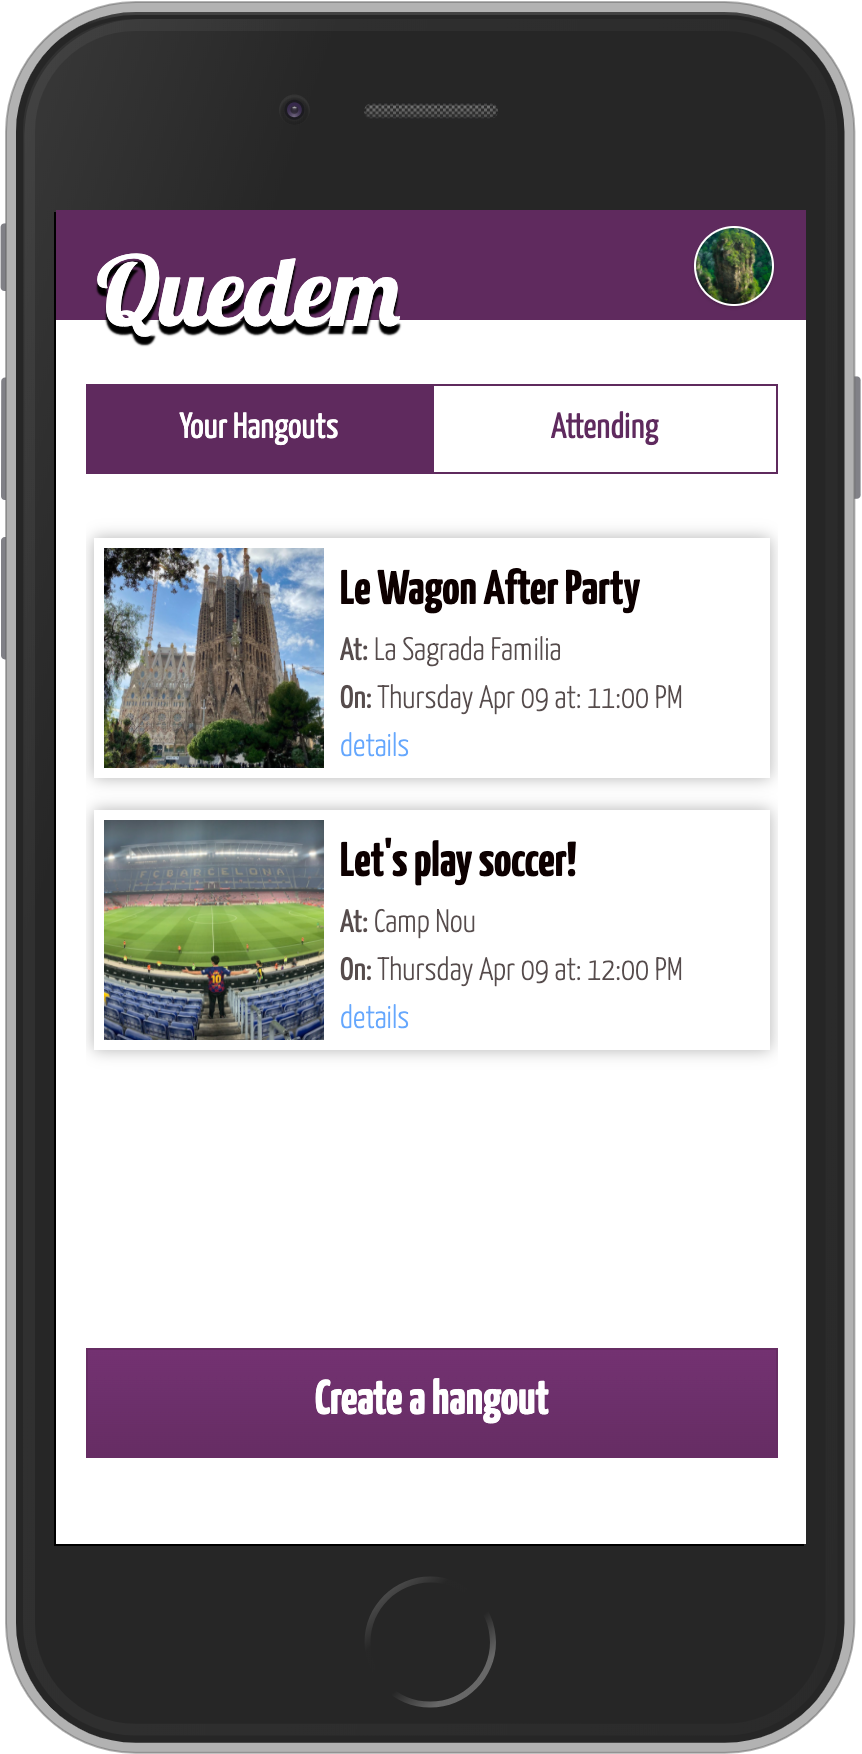 Quedem
Your Hangouts
Attending
Le Wagon After Party
At: La Sagrada Familia
On: Thursday Apr 09 at: 11:00 PM
details
FC BARCELONA
10
Let's play soccer!
At: Camp Nou
On: Thursday Apr 09 at: 12:00 PM
details
Create a hangout